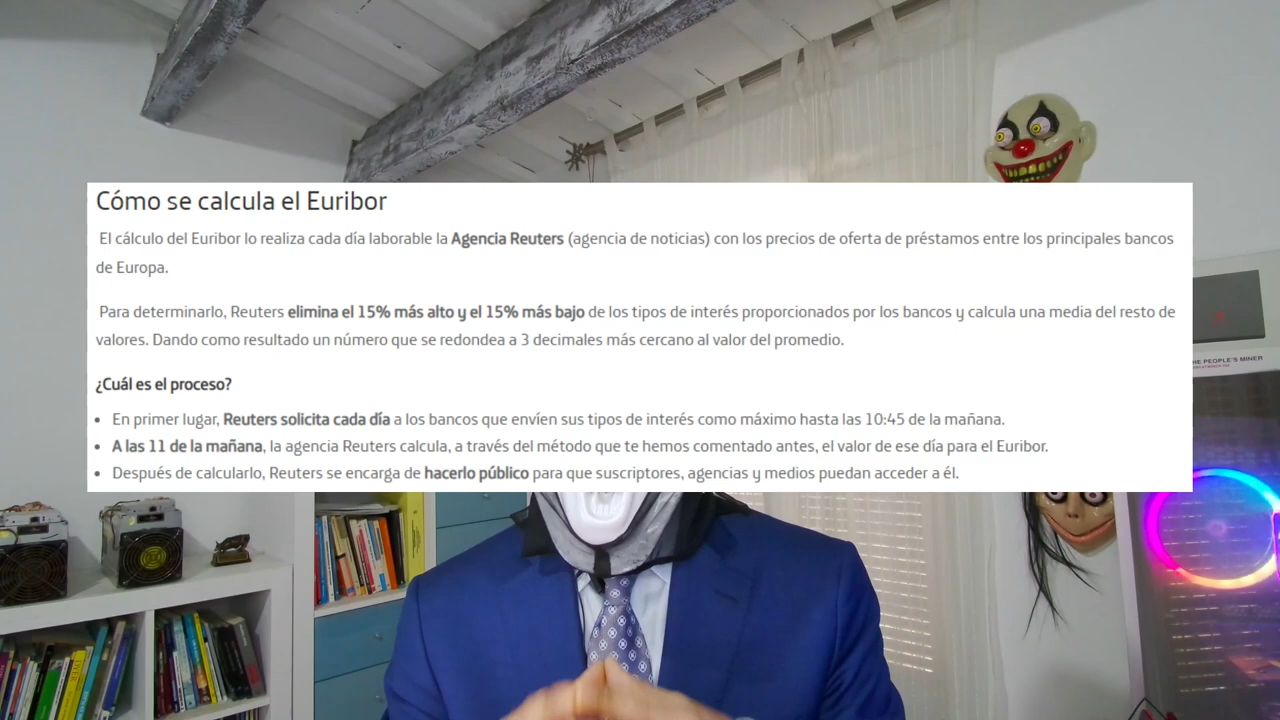 Cómo se calcula el Euribor
El cálculo del Euribor lo realiza cada día laborable la Agencia Reuters (agencia de noticias) con los precios de oferta de préstamos entre los principales bancos
de Europa.
Para determinarlo, Reuters elimina el 15% más alto y el 15% más bajo de los tipos de interés proporcionados por los bancos y calcula una media del resto de
valores. Dando como resultado un número que se redondea a 3 decimales más cercano al valor del promedio.
¿Cuál es el proceso?
En primer lugar, Reuters solicita cada día a los bancos que envíen sus tipos de interés como máximo hasta las 10:45 de la mañana.
A las 11 de la mañana, la agencia Reuters calcula, a través del método que te hemos comentado antes, el valor de ese día para el Euribor.
Después de calcularlo, Reuters se encarga de hacerlo público para que suscriptores, agencias y medios puedan acceder a él.
PEOPLE'S MINER